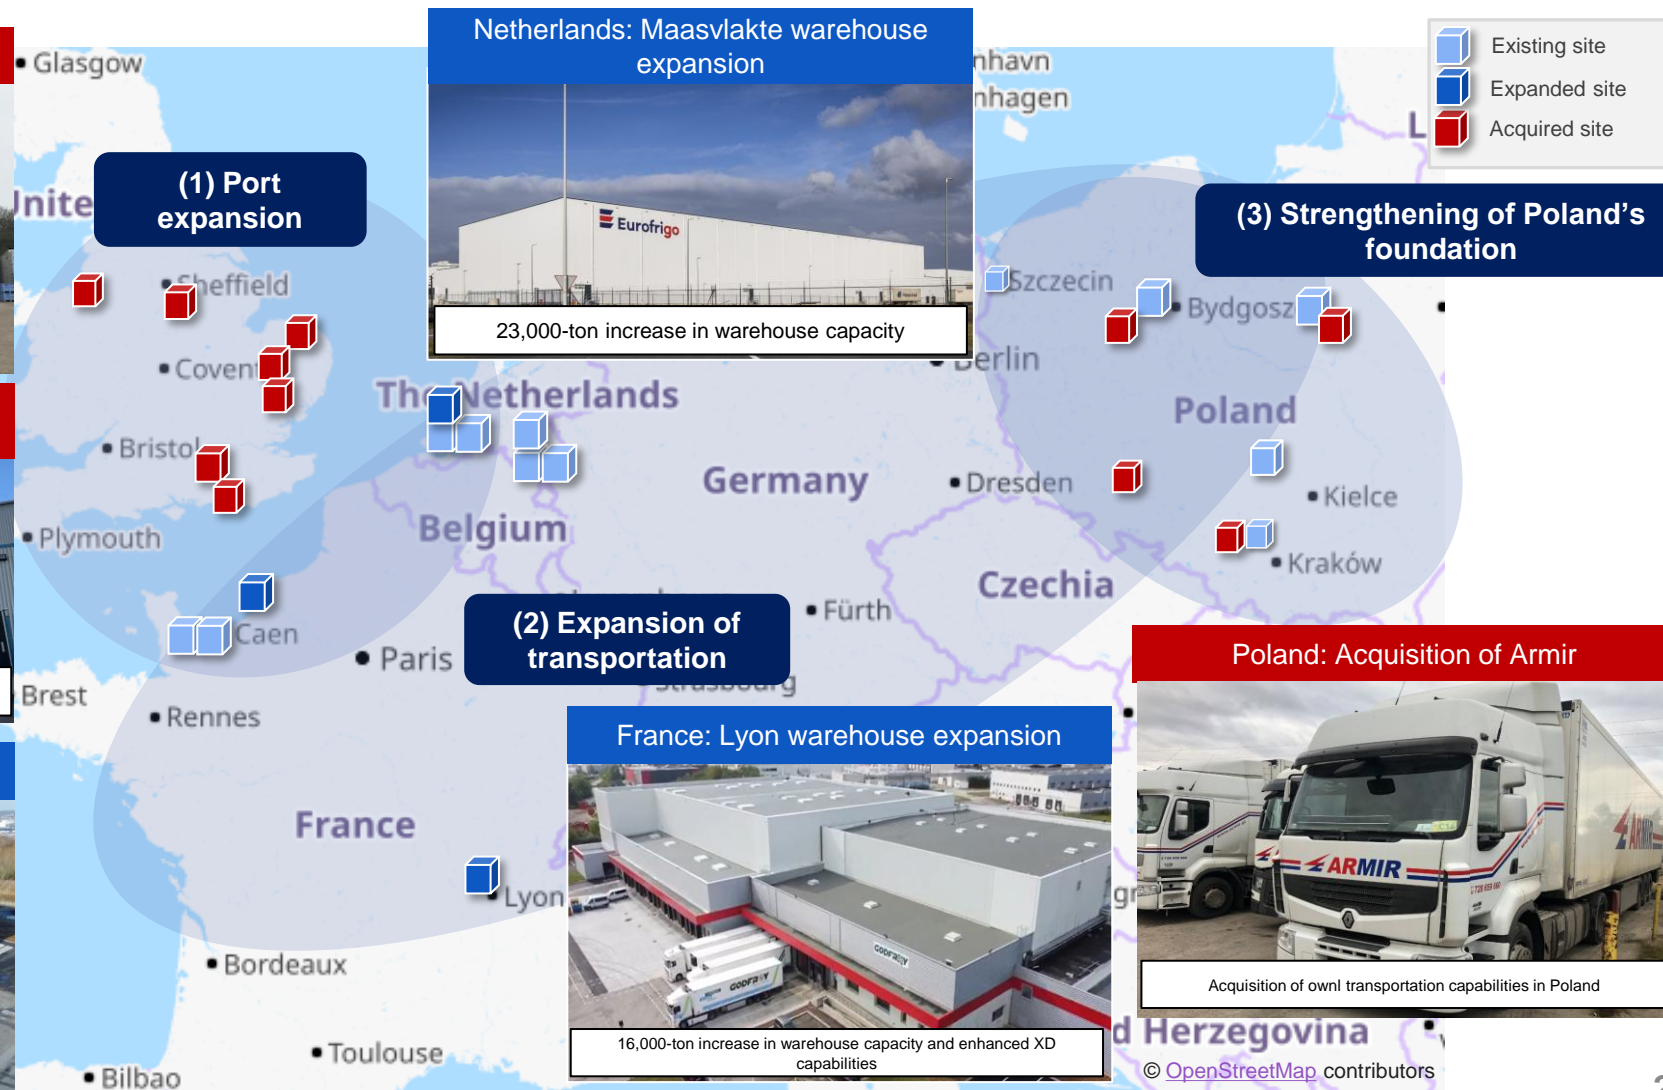 Netherlands: Maasvlakte warehouse
expansion
Eurofrigo
23,000-ton increase in warehouse capacity
Existing site
Expanded site
Acquired site
(1) Port
expansion
(3) Strengthening of Poland's
foundation
(2) Expansion of
transportation
Glasgow
Sheffield
Bristol
Plymouth
The Netherlands
Belgium
Germany
Berlin
Dresden
Szczecin
Poland
Kielce
Kraków
Czechia
Fürth
Caen
Paris
Brest
Rennes
France
Lyon
Bordeaux
Toulouse
Bilbao
France: Lyon warehouse expansion
GODFROY
GODFROY
16,000-ton increase in warehouse capacity and enhanced XD
capabilities
Poland: Acquisition of Armir
ARMIR
ARMIR
Acquisition of ownl transportation capabilities in Poland
d Herzegovina
© OpenStreetMap contributors